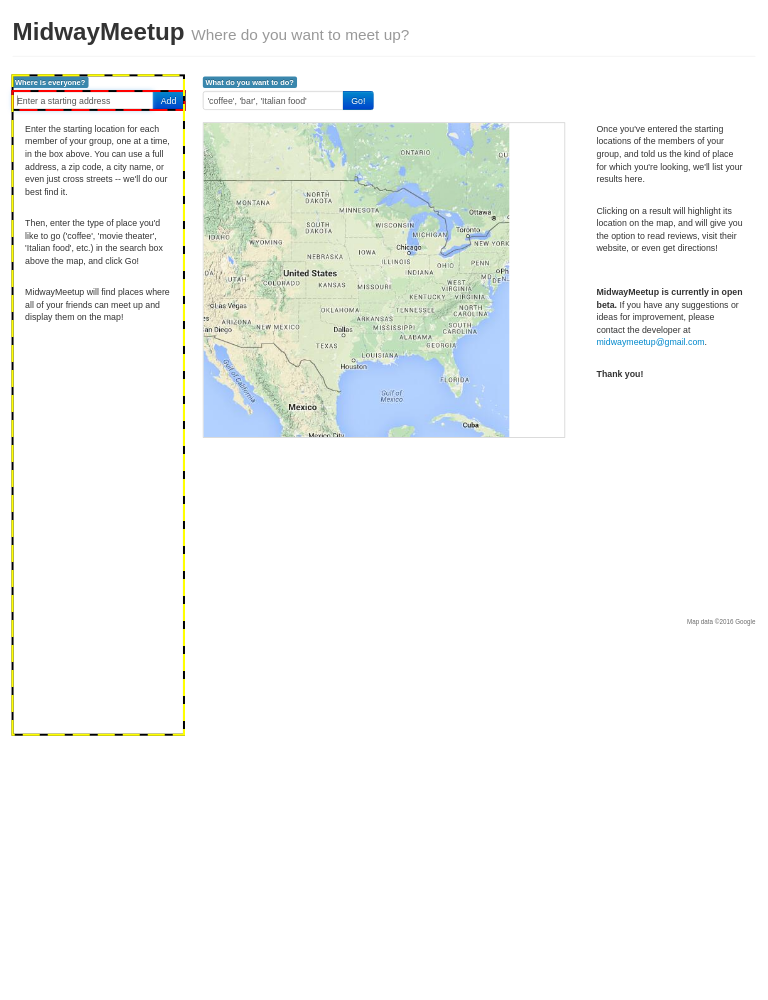 MidwayMeetup Where do you want to meet up?
Where is everyone?
Enter a starting address Add
Enter the starting location for each
member of your group, one at a time,
in the box above. You can use a full
address, a zip code, a city name, or
even just cross streets -- we'll do our
best find it.
Then, enter the type of place you'd
like to go ('coffee', 'movie theater',
'Italian food', etc.) in the search box
above the map, and click Go!
MidwayMeetup will find places where
all of your friends can meet up and
display them on the map!
What do you want to do?
'coffee', 'bar', 'Italian food' Go!
ONTARIO
MONTANA
NORTH
DAKOTA
MINNESOTA
Ottawa
SOUTH
DAKOTA
WISCONSIN
MICHIGAN
Toronto
IDAHO
WYOMING
Chicago
NEW YORK
NEBRASKA
IOWA
ILLINOIS
INDIANA
OHIO
PENN
UTAH
United States
COLORADO
KANSAS
MISSOURI
WEST
VIRGINIA
MD
DE
KENTUCKY
VIRGINIA
Las Vegas
OKLAHOMA
TENNESSEE
NORTH
CAROLINA
ARIZONA
NEW MEXICO
ARKANSAS
MISSISSIPPI
SOUTH
CAROLINA
an Diego
Dallas
ALABAMA
GEORGIA
TEXAS
LOUISIANA
Houston
Gulf of
California
FLORIDA
Gulf of
Mexico
Mexico
Cuba
Mexico City
Once you've entered the starting
locations of the members of your
group, and told us the kind of place
for which you're looking, we'll list your
results here.
Clicking on a result will highlight its
location on the map, and will give you
the option to read reviews, visit their
website, or even get directions!
MidwayMeetup is currently in open
beta. If you have any suggestions or
ideas for improvement, please
contact the developer at
midwaymeetup@gmail.com.
Thank you!
Map data ©2016 Google